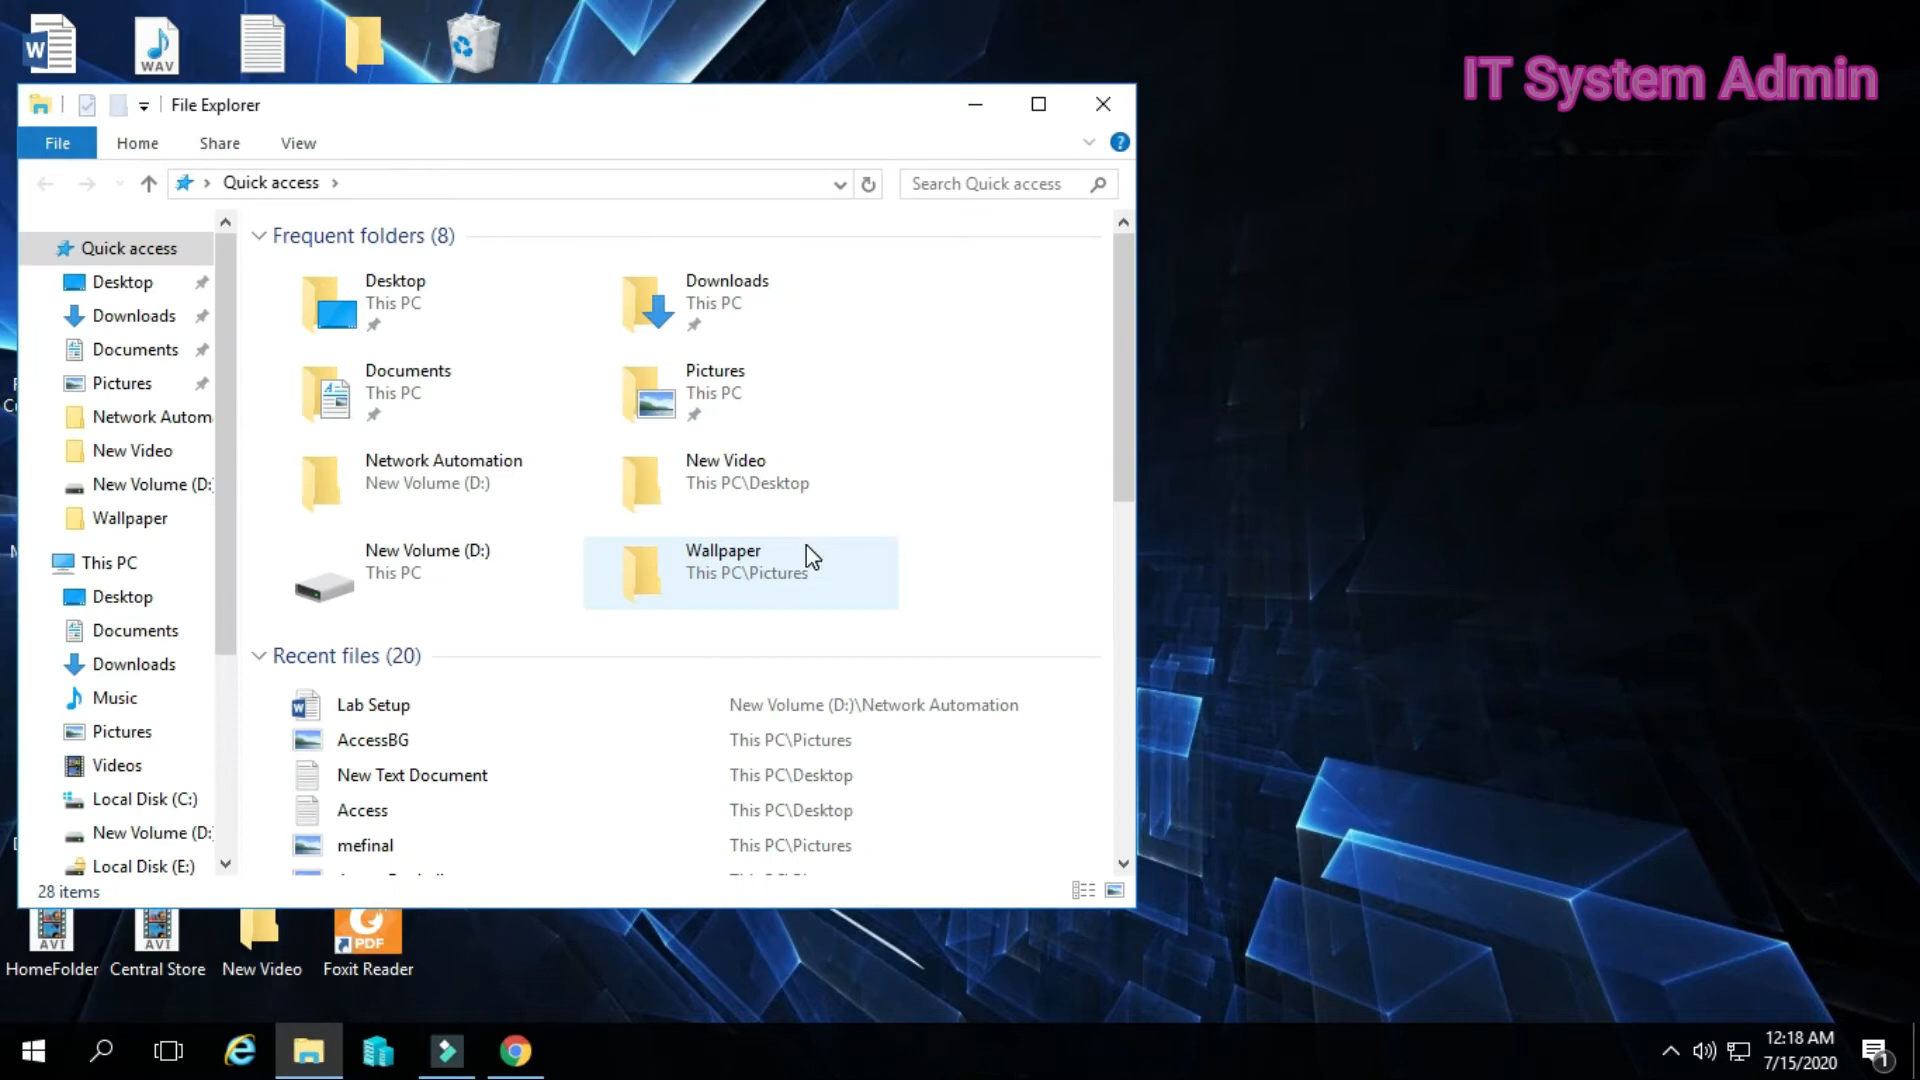 W
WAV
IT System Admin
File Explorer
File
Home
Share
View
?
Quick access
Search Quick access
Quick access
Desktop
Downloads
Documents
Pictures
Network Autom
New Video
New Volume (D:
Wallpaper
This PC
Desktop
Documents
Downloads
Music
Pictures
Videos
Local Disk (C:)
New Volume (D:
Local Disk (E:)
Frequent folders (8)
Desktop
This PC
Downloads
This PC
Documents
This PC
Pictures
This PC
Network Automation
New Volume (D:)
New Video
This PC\Desktop
New Volume (D:)
This PC
Wallpaper
This PC\Pictures
Recent files (20)
Lab Setup
New Volume (D:)\Network Automation
AccessBG
This PC\Pictures
New Text Document
This PC\Desktop
Access
This PC\Desktop
mefinal
This PC\Pictures
28 items
AVI
AVI
PDF
HomeFolder
Central Store
New Video
Foxit Reader
12:18 AM
7/15/2020
1